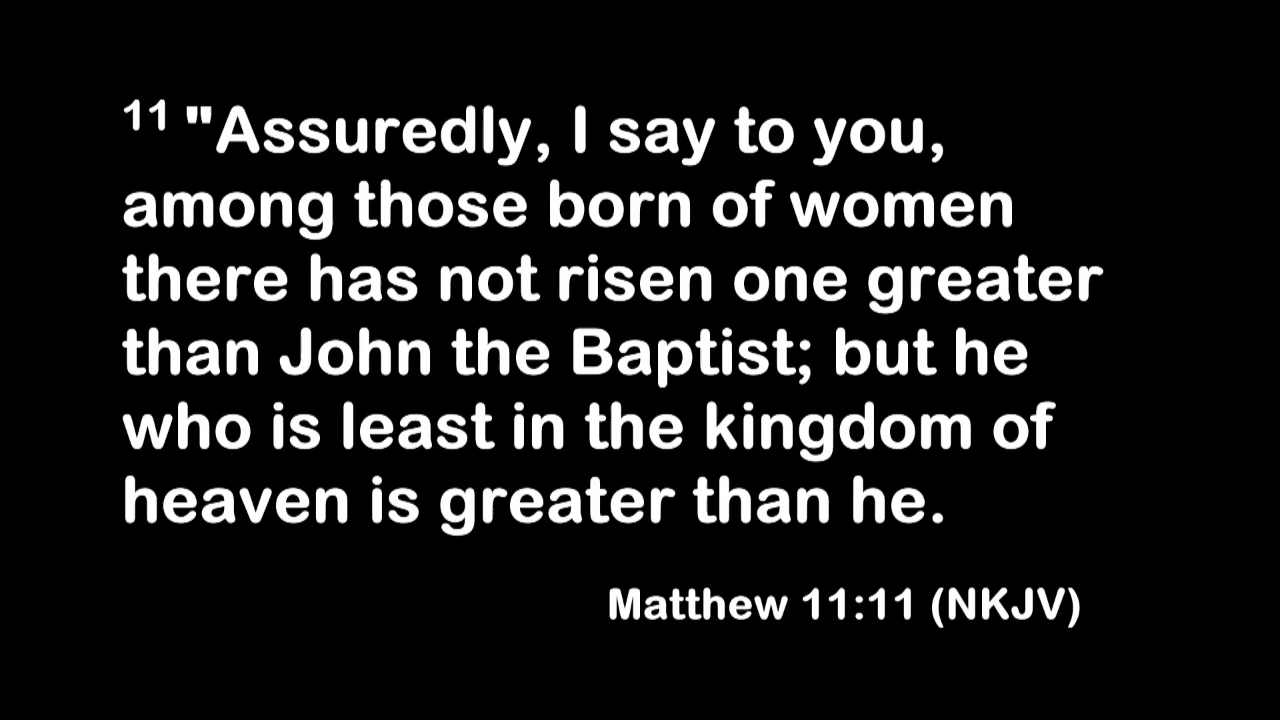 11 "Assuredly, I say to you,
among those born of women
there has not risen one greater
than John the Baptist; but he
who is least in the kingdom of
heaven is greater than he.
Matthew 11:11 (NKJV)